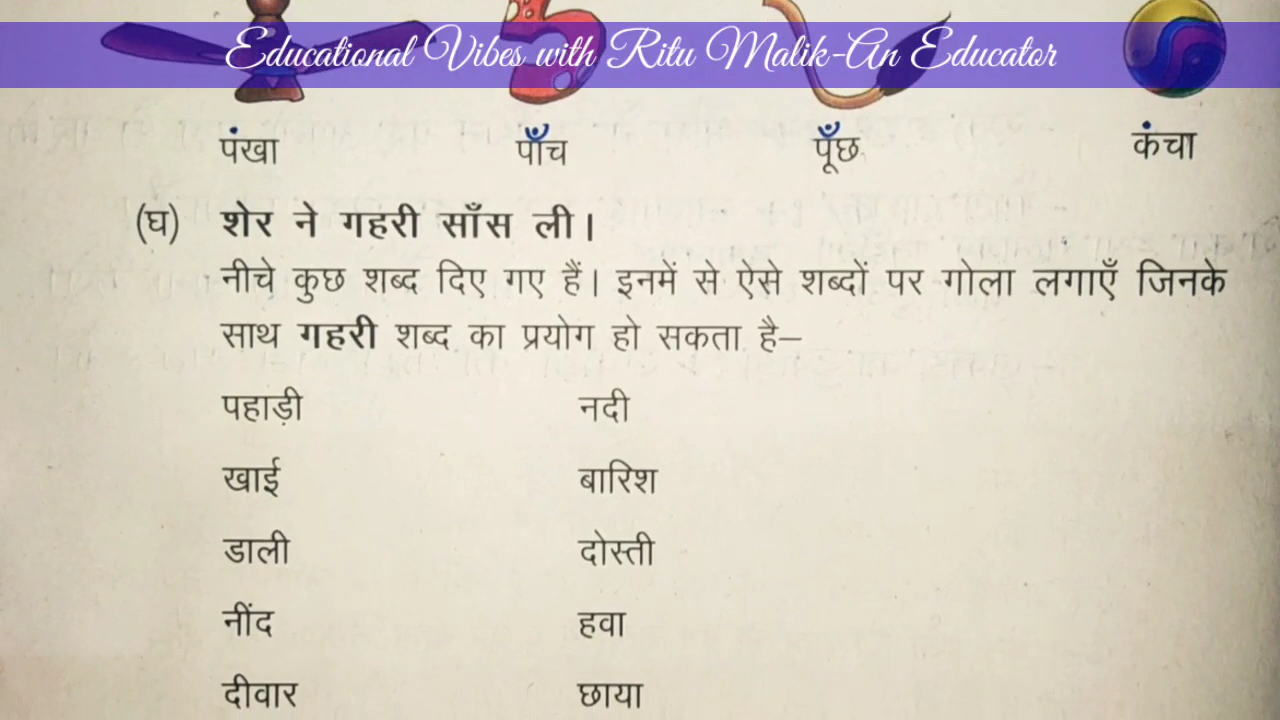 Educational Vibes with Ritu Malik-An Educator
पंखा पाँच पूँछ कंचा
(घ) शेर ने गहरी साँस ली।
नीचे कुछ शब्द दिए गए हैं। इनमें से ऐसे शब्दों पर गोला लगाएँ जिनके
साथ गहरी शब्द का प्रयोग हो सकता है–
पहाड़ी नदी
खाई बारिश
डाली दोस्ती
नींद हवा
दीवार छाया